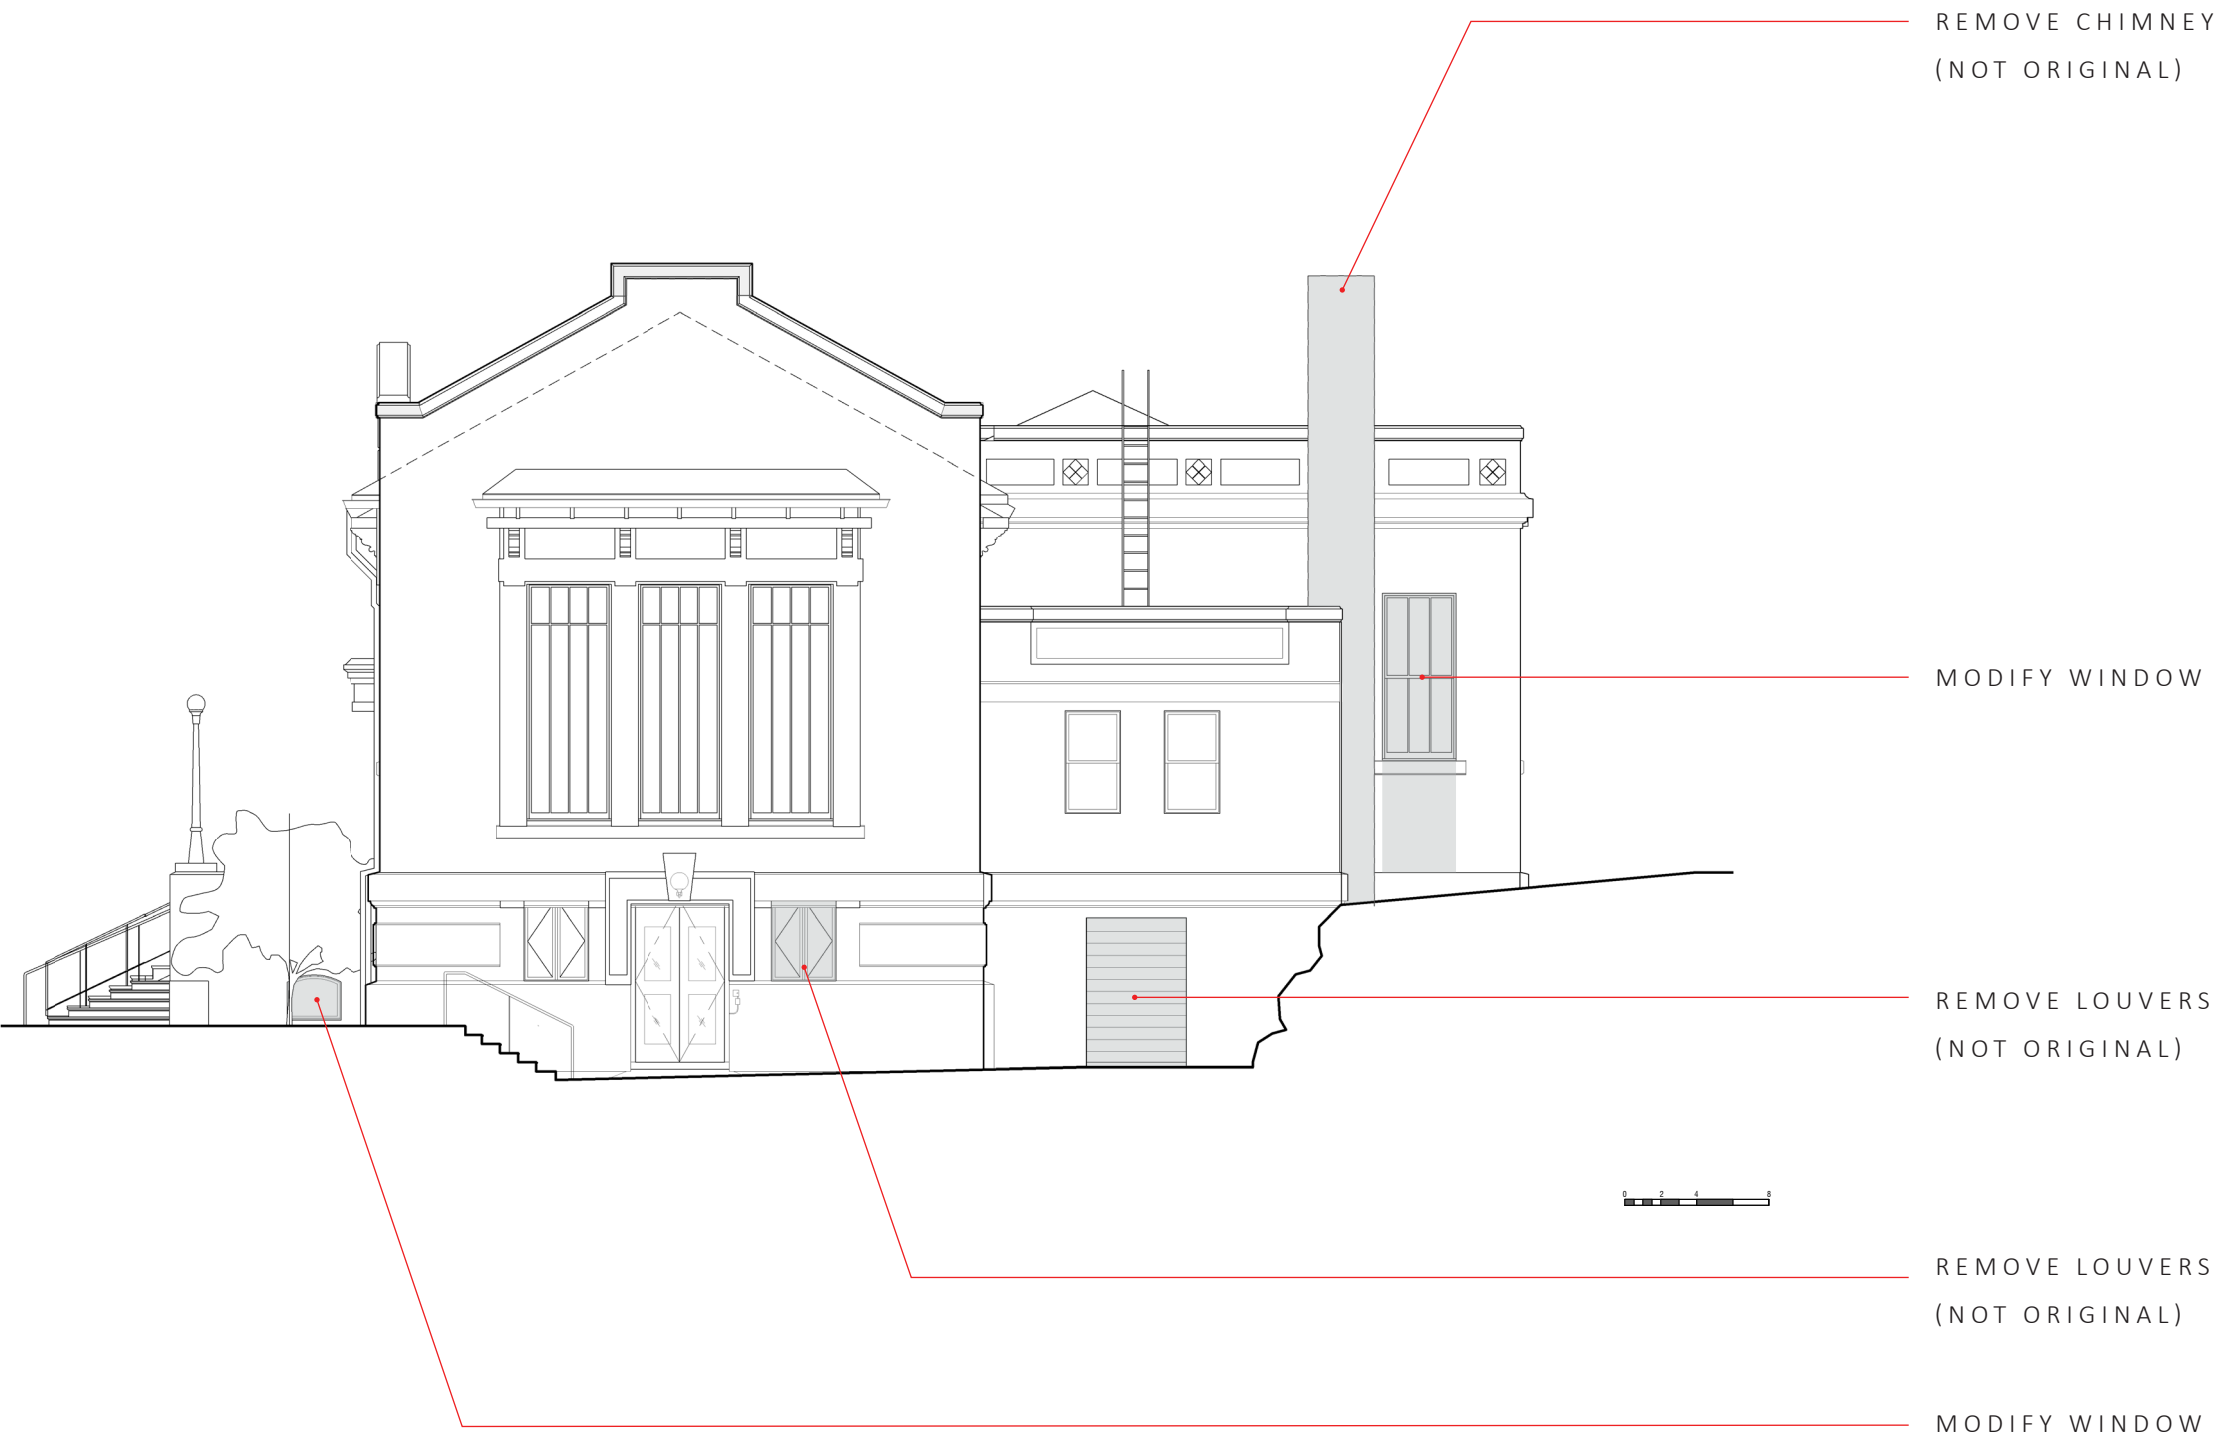 REMOVE CHIMNEY
(NOT ORIGINAL)
MODIFY WINDOW
REMOVE LOUVERS
(NOT ORIGINAL)
0 2 4 8
REMOVE LOUVERS
(NOT ORIGINAL)
MODIFY WINDOW